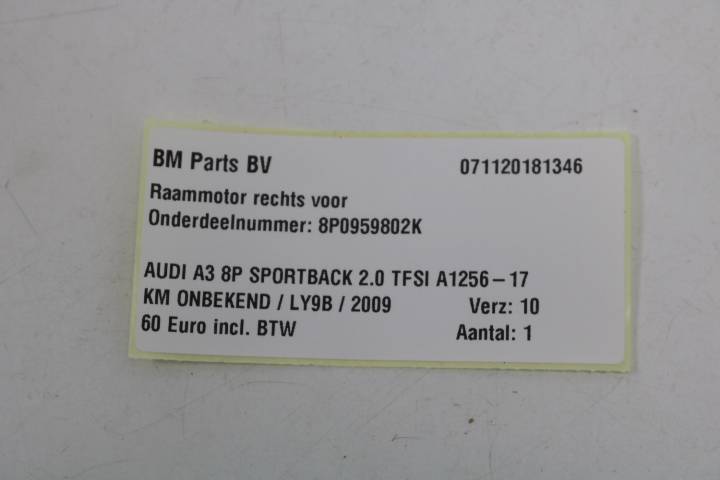 BM Parts BV 071120181346
Raammotor rechts voor
Onderdeelnummer: 8P0959802K
AUDI A3 8P SPORTBACK 2.0 TFSI A1256-17
KM ONBEKEND / LY9B / 2009 Verz: 10
60 Euro incl. BTW Aantal: 1